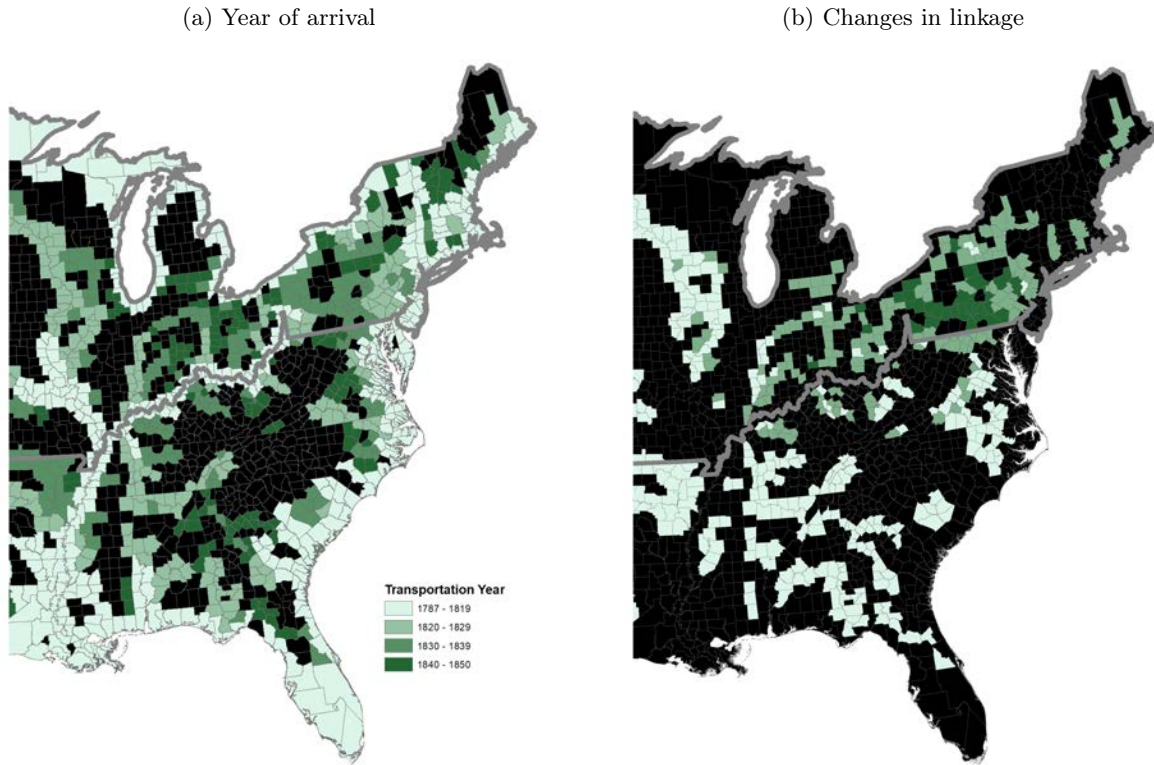 (a) Year of arrival
(b) Changes in linkage
Transportation Year
1787 - 1819
1820 - 1829
1830 - 1839
1840 - 1850